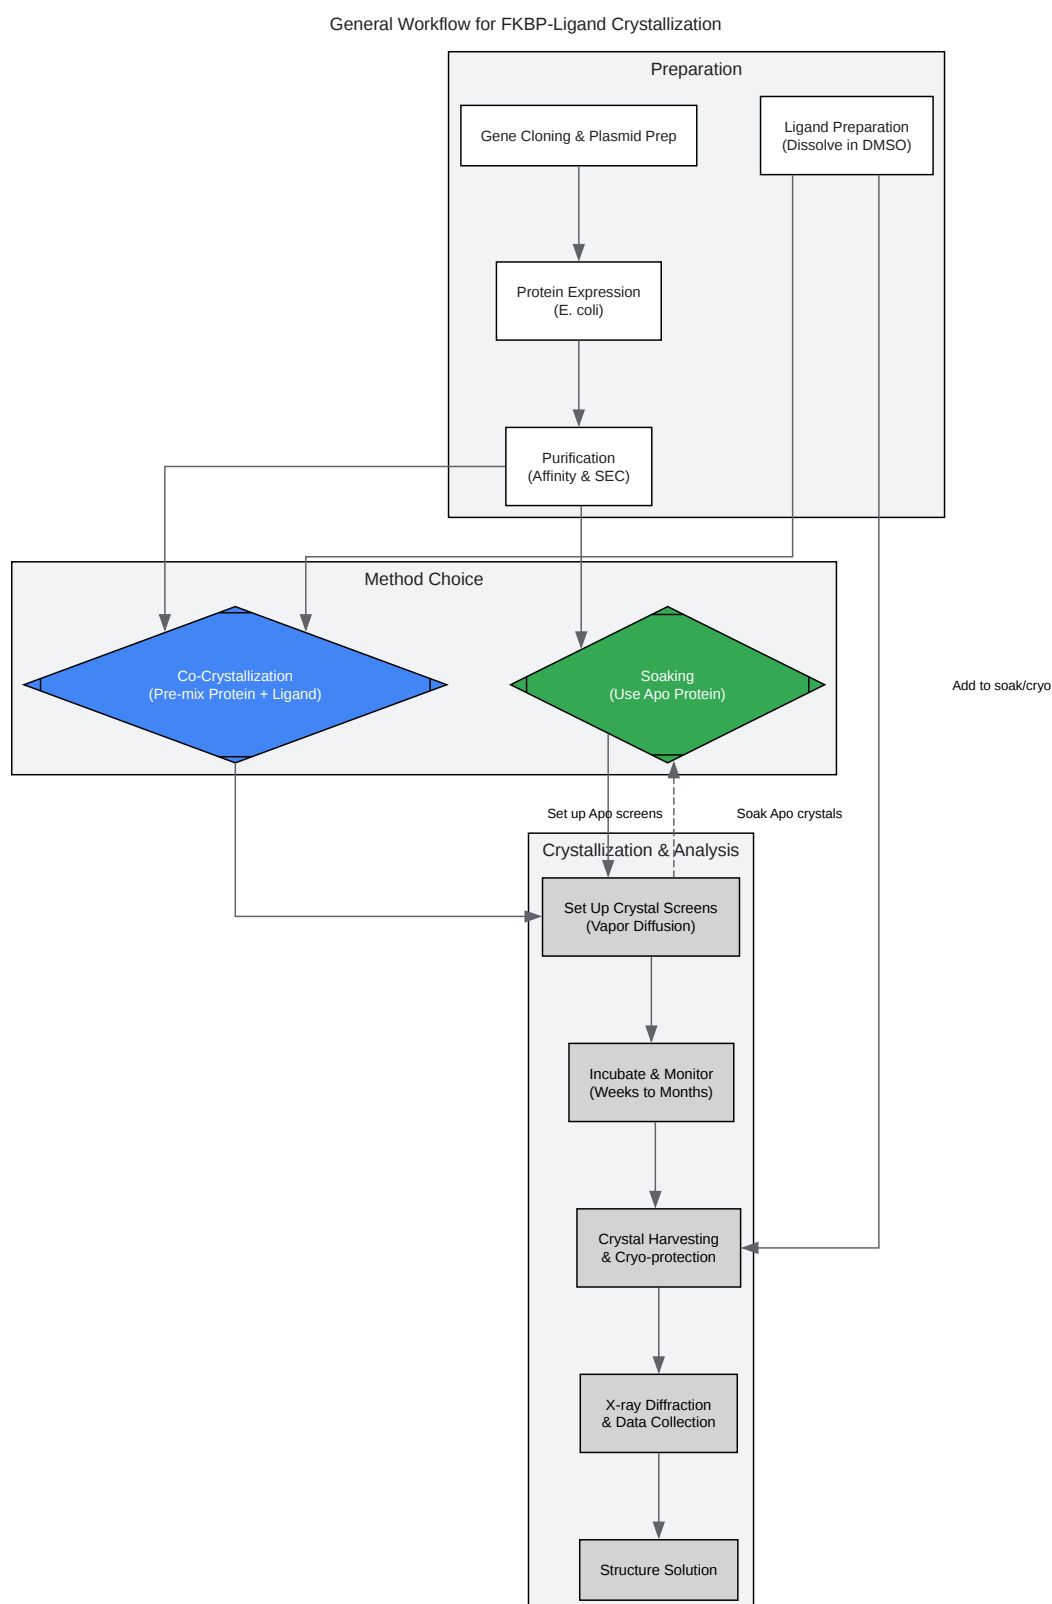 General Workflow for FKBP-Ligand Crystallization
Preparation
Gene Cloning & Plasmid Prep
Ligand Preparation
(Dissolve in DMSO)
Protein Expression
(E. coli)
Purification
(Affinity & SEC)
Method Choice
Co-Crystallization
(Pre-mix Protein + Ligand)
Soaking
(Use Apo Protein)
Add to soak/cryo
Set up Apo screens
Soak Apo crystals
Crystallization & Analysis
Set Up Crystal Screens
(Vapor Diffusion)
Incubate & Monitor
(Weeks to Months)
Crystal Harvesting
& Cryo-protection
X-ray Diffraction
& Data Collection
Structure Solution